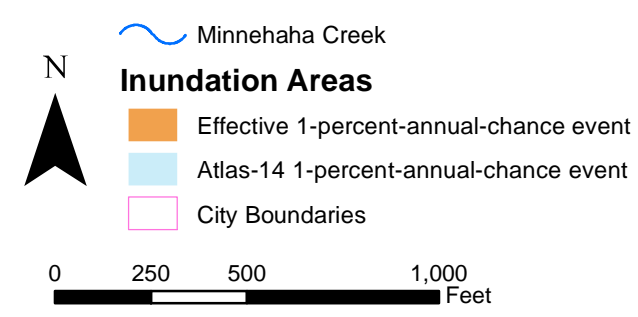 Minnehaha Creek
N
Inundation Areas
Effective 1-percent-annual-chance event
Atlas-14 1-percent-annual-chance event
City Boundaries
0 250 500 1,000
Feet